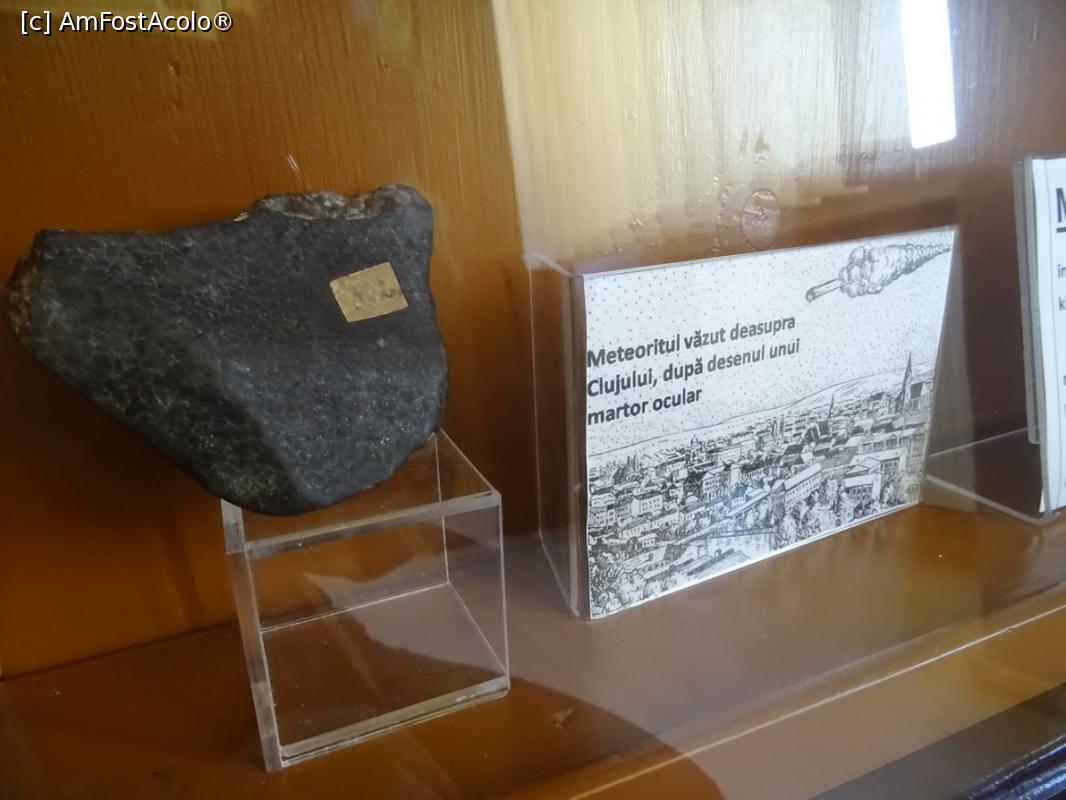 [c] AmFostAcolo®
Meteoritul văzut deasupra
Clujului, după desenul unui
martor ocular